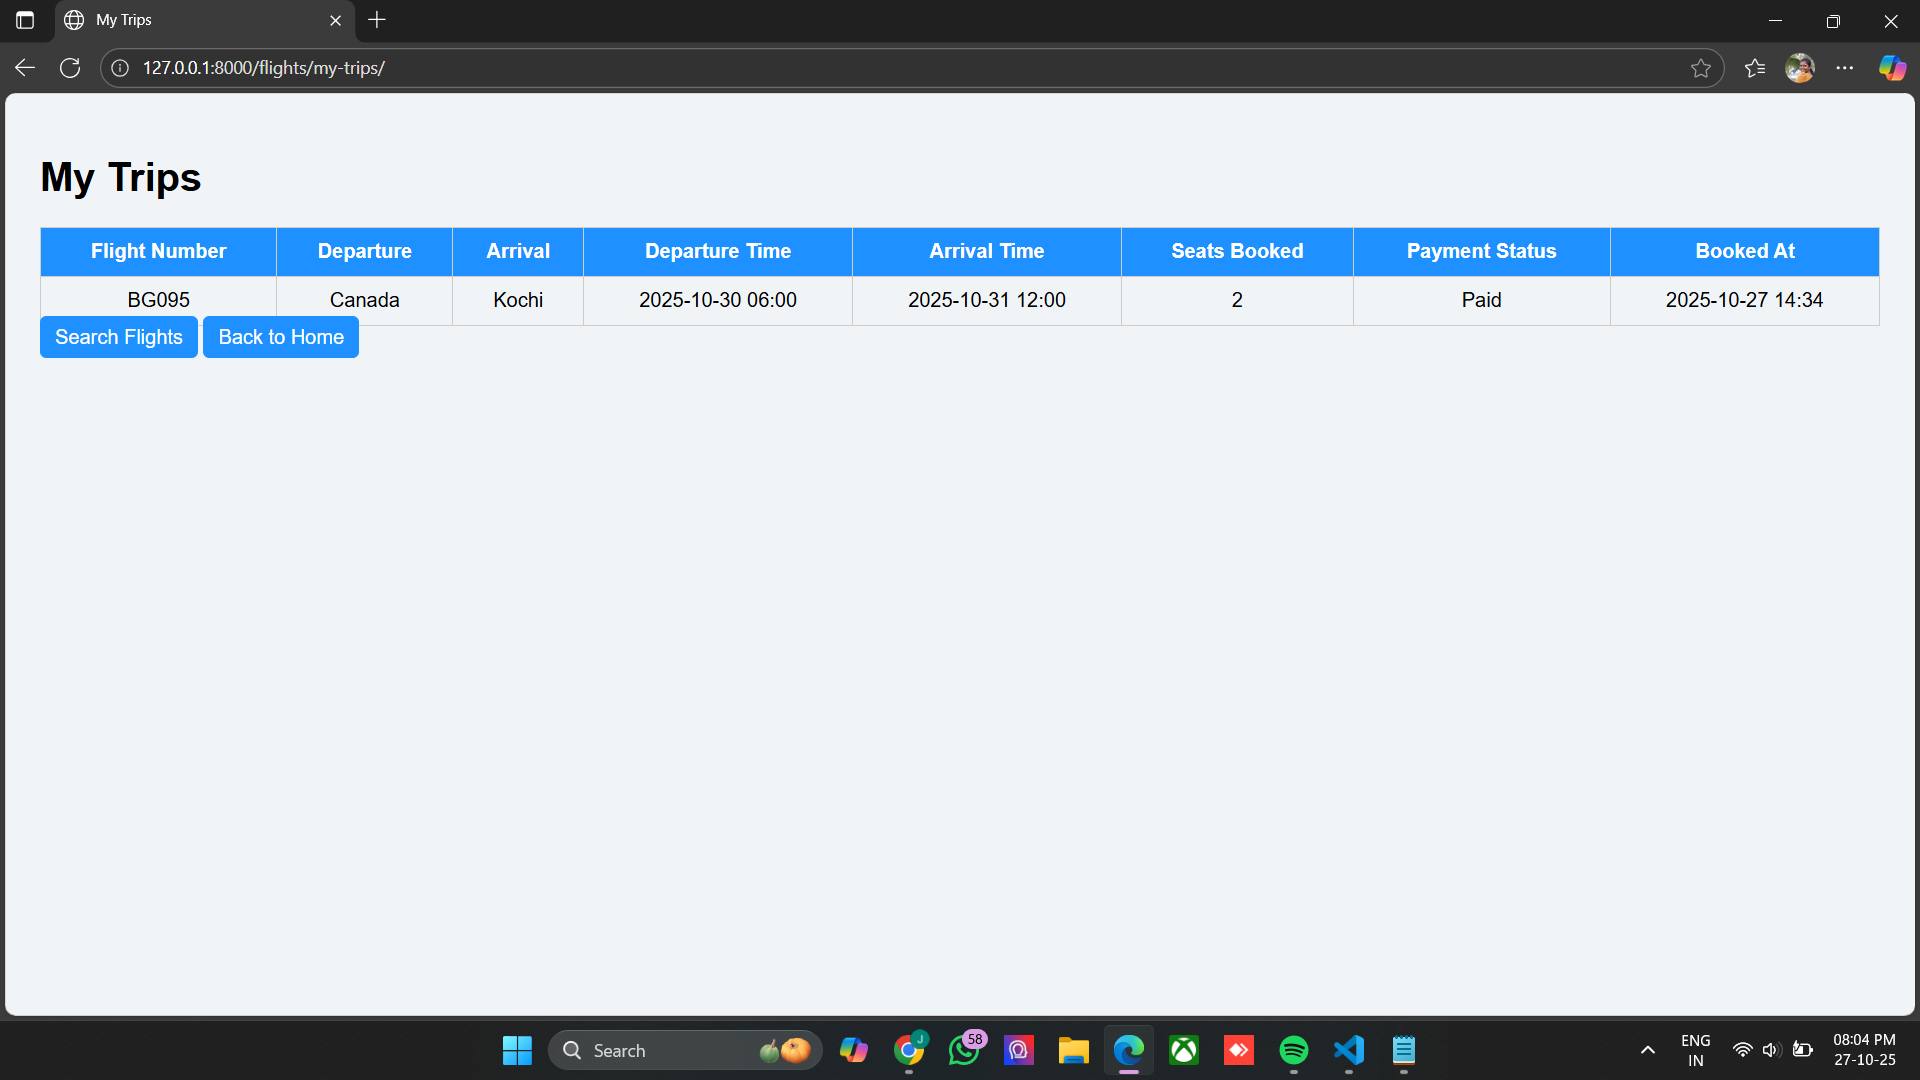 My Trips
127.0.0.1:8000/flights/my-trips/
My Trips
Flight Number Departure Arrival Departure Time Arrival Time Seats Booked Payment Status Booked At
BG095 Canada Kochi 2025-10-30 06:00 2025-10-31 12:00 2 Paid 2025-10-27 14:34
Search Flights Back to Home
Search
J
58
ENG
IN
08:04 PM
27-10-25